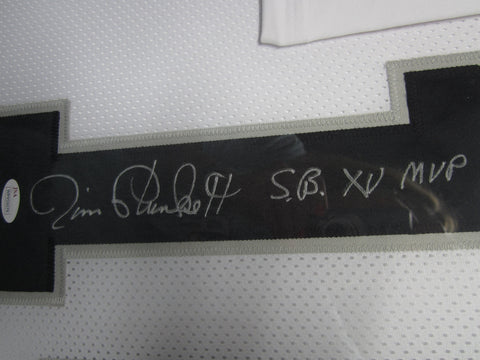 Jim Plunkett S.B. XV MVP